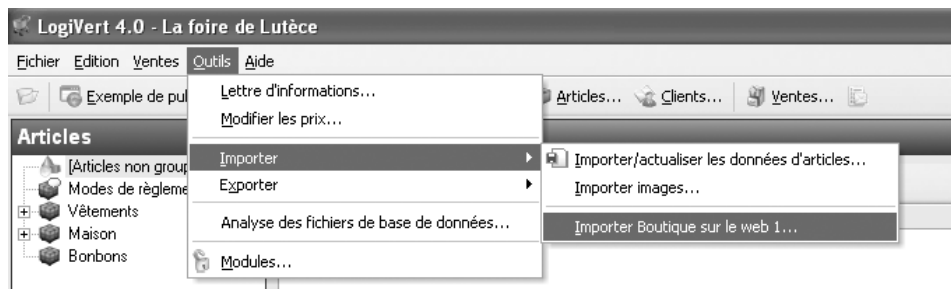 LogiVert 4.0 - La foire de Lutèce
Fichier Edition Ventes Outils Aide
Exemple de pu Articles... Clients... Ventes...
Lettre d'informations...
Modifier les prix...
Importer
Exporter
Analyse des fichiers de base de données...
Modules...
Importer/actualiser les données d'articles...
Importer images...
Importer Boutique sur le web 1...
Articles
[Articles non group
Modes de règleme
Vêtements
Maison
Bonbons